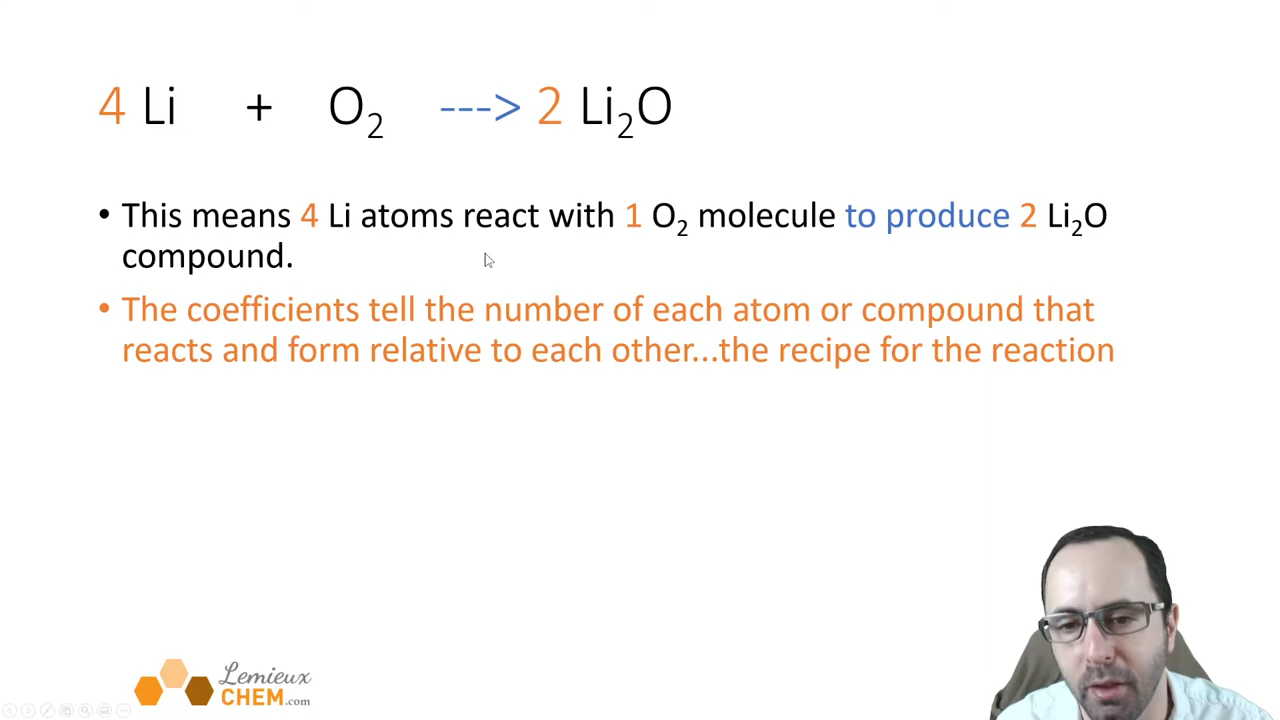 4 Li + O₂ ---> 2 Li₂O
• This means 4 Li atoms react with 1 O₂ molecule to produce 2 Li₂O
compound.
• The coefficients tell the number of each atom or compound that
reacts and form relative to each other...the recipe for the reaction
Lemieux
CHEM.com